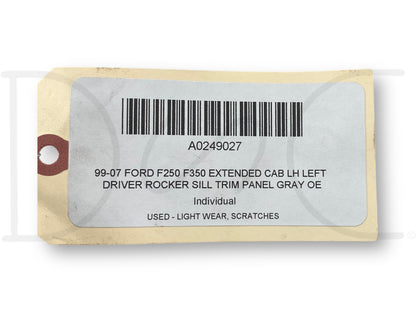 A0249027
99-07 FORD F250 F350 EXTENDED CAB LH LEFT
DRIVER ROCKER SILL TRIM PANEL GRAY OE
Individual
USED - LIGHT WEAR, SCRATCHES